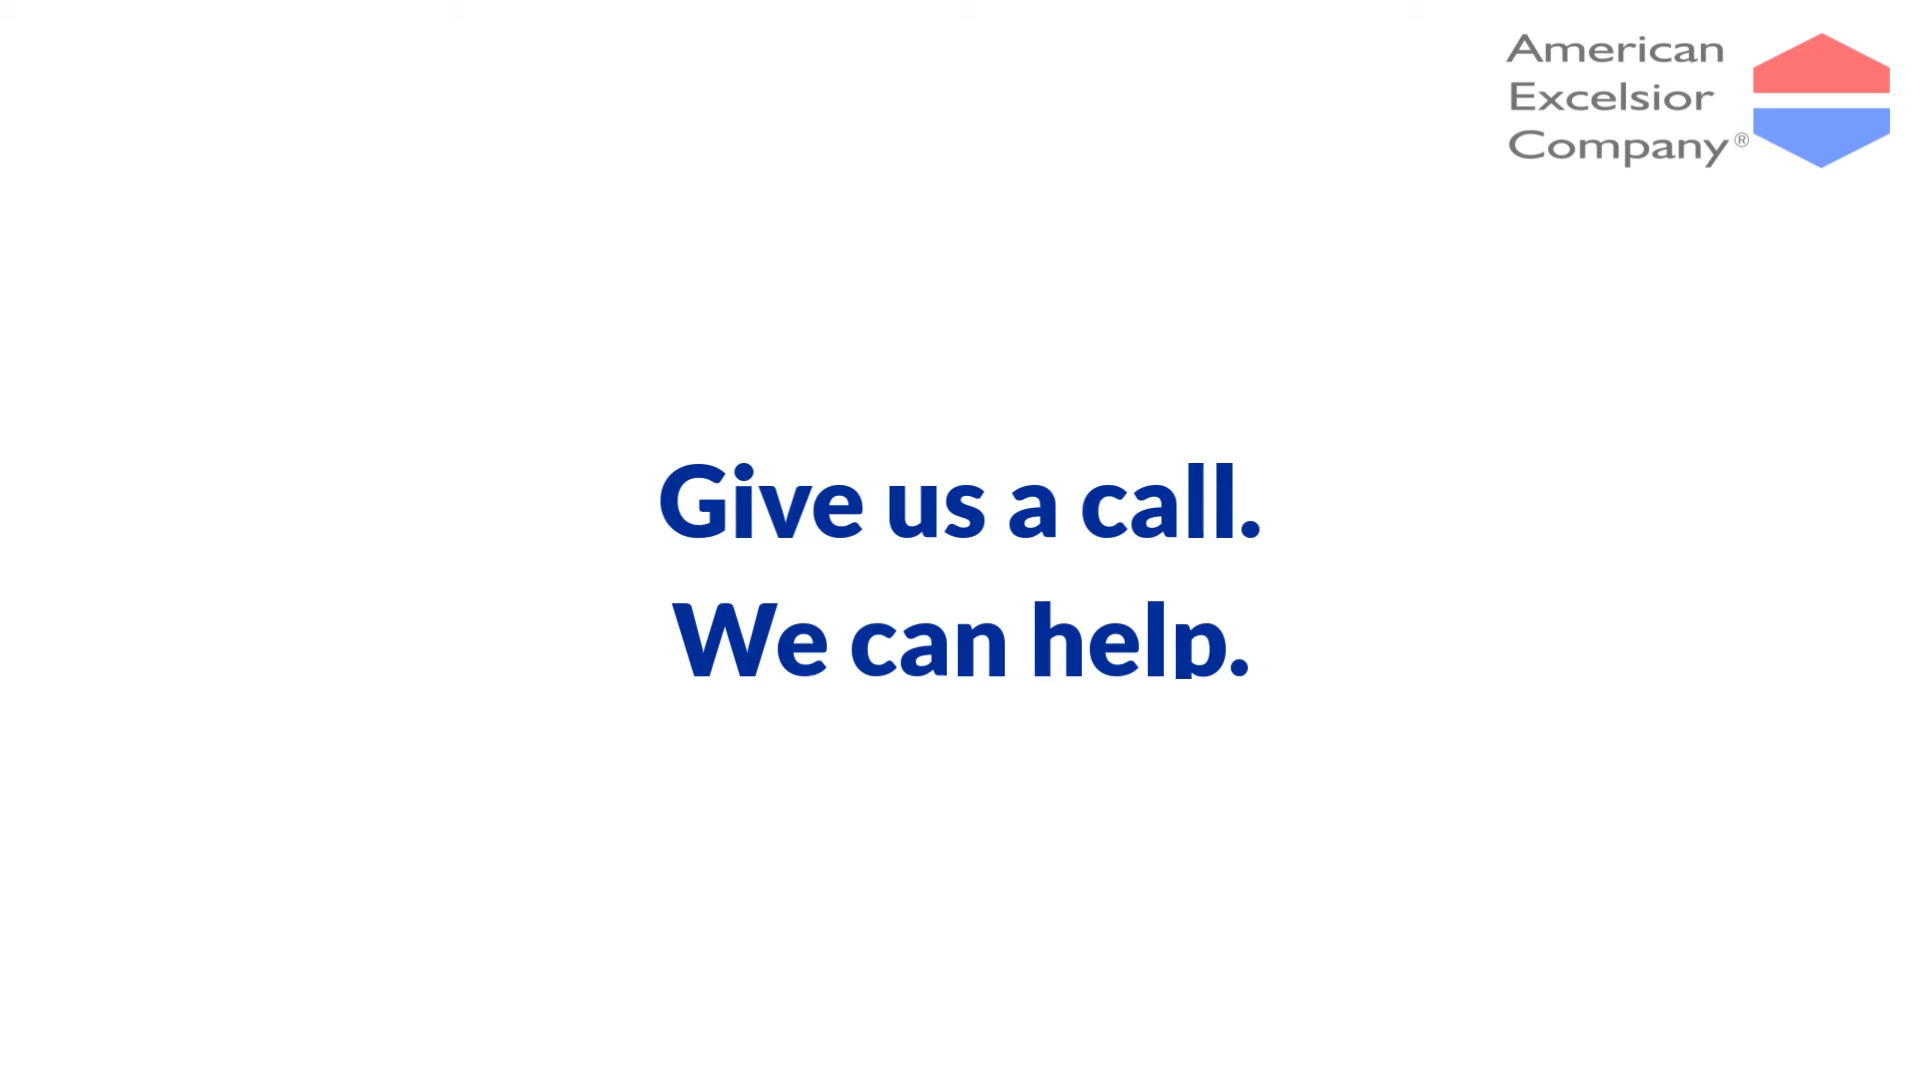 American
Excelsior
Company®
Give us a call.
We can help.